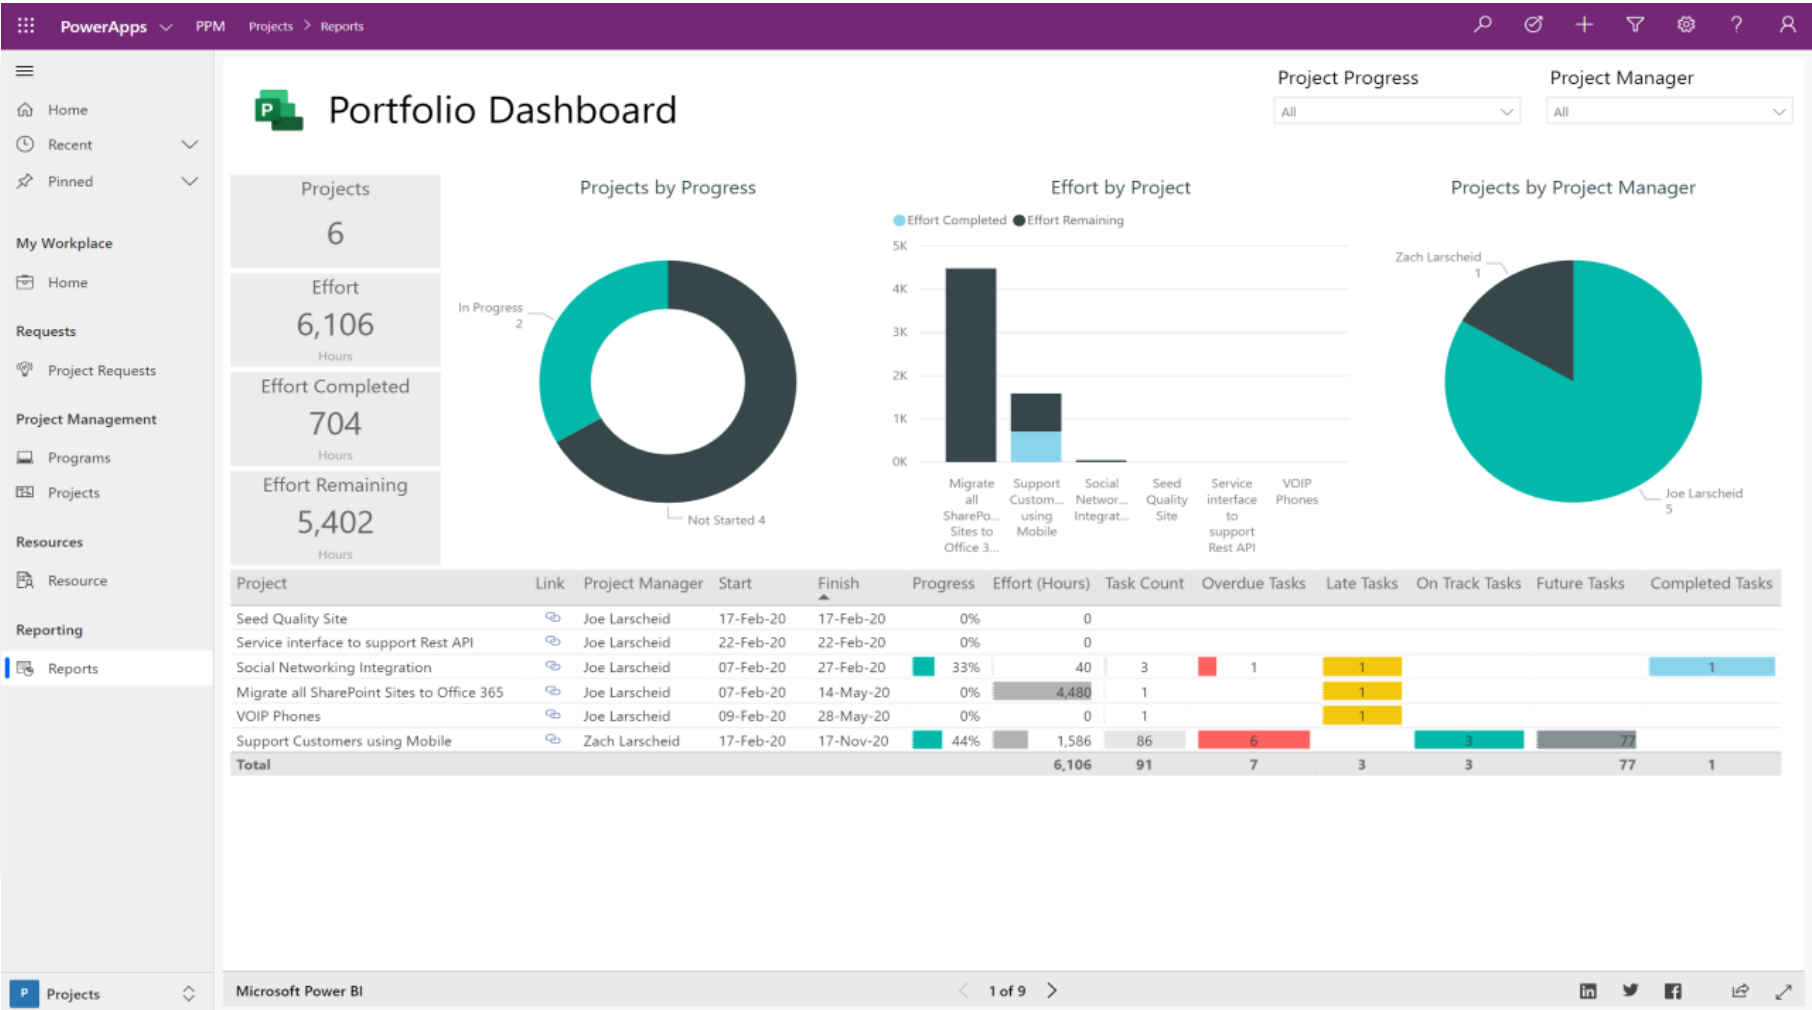 PowerApps PPM Projects > Reports
Home
Recent
Pinned
My Workplace
Home
Requests
Project Requests
Project Management
Programs
Projects
Resources
Resource
Reporting
Reports
P Projects
P Portfolio Dashboard
Project Progress
All
Project Manager
All
Projects
6
Effort
6,106
Hours
Effort Completed
704
Hours
Effort Remaining
5,402
Hours
Projects by Progress
In Progress
2
Not Started 4
Effort by Project
Effort Completed Effort Remaining
5K
4K
3K
2K
1K
0K
Migrate
all
SharePo...
Sites to
Office 3...
Support
Custom...
using
Mobile
Social
Networ...
Integrat...
Seed
Quality
Site
Service
interface
to
support
Rest API
VOIP
Phones
Projects by Project Manager
Zach Larscheid
1
Joe Larscheid
5
Project Link Project Manager Start Finish Progress Effort (Hours) Task Count Overdue Tasks Late Tasks On Track Tasks Future Tasks Completed Tasks
Seed Quality Site Joe Larscheid 17-Feb-20 17-Feb-20 0% 0
Service interface to support Rest API Joe Larscheid 22-Feb-20 22-Feb-20 0% 0
Social Networking Integration Joe Larscheid 07-Feb-20 27-Feb-20 33% 40 3 1 1 1
Migrate all SharePoint Sites to Office 365 Joe Larscheid 07-Feb-20 14-May-20 0% 4,480 1 1
VOIP Phones Joe Larscheid 09-Feb-20 28-May-20 0% 0 1 1
Support Customers using Mobile Zach Larscheid 17-Feb-20 17-Nov-20 44% 1,586 86 6 3 77
Total 6,106 91 7 3 3 77 1
Microsoft Power BI
1 of 9